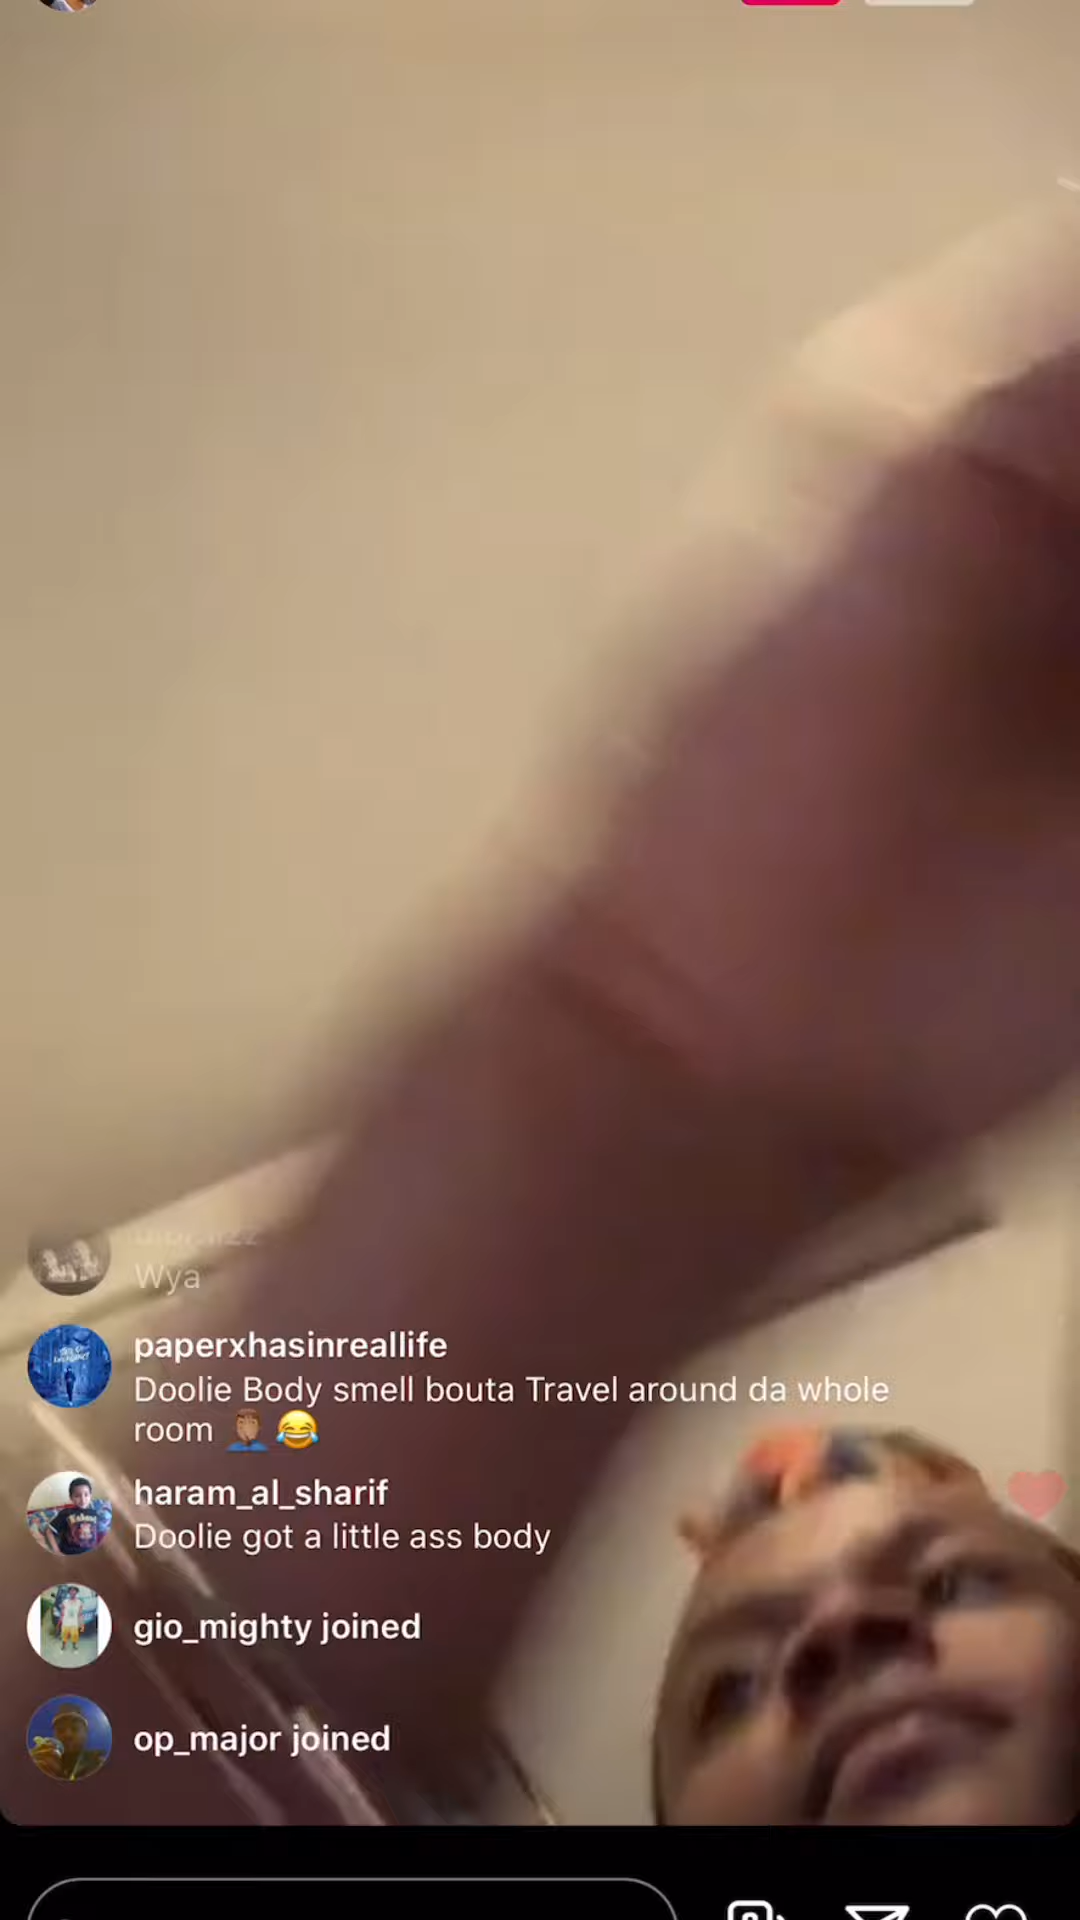 Wya
paperxhasinreallife
Doolie Body smell bouta Travel around da whole
room 🤦🏽‍♂️😂
haram_al_sharif
Doolie got a little ass body
gio_mighty joined
op_major joined